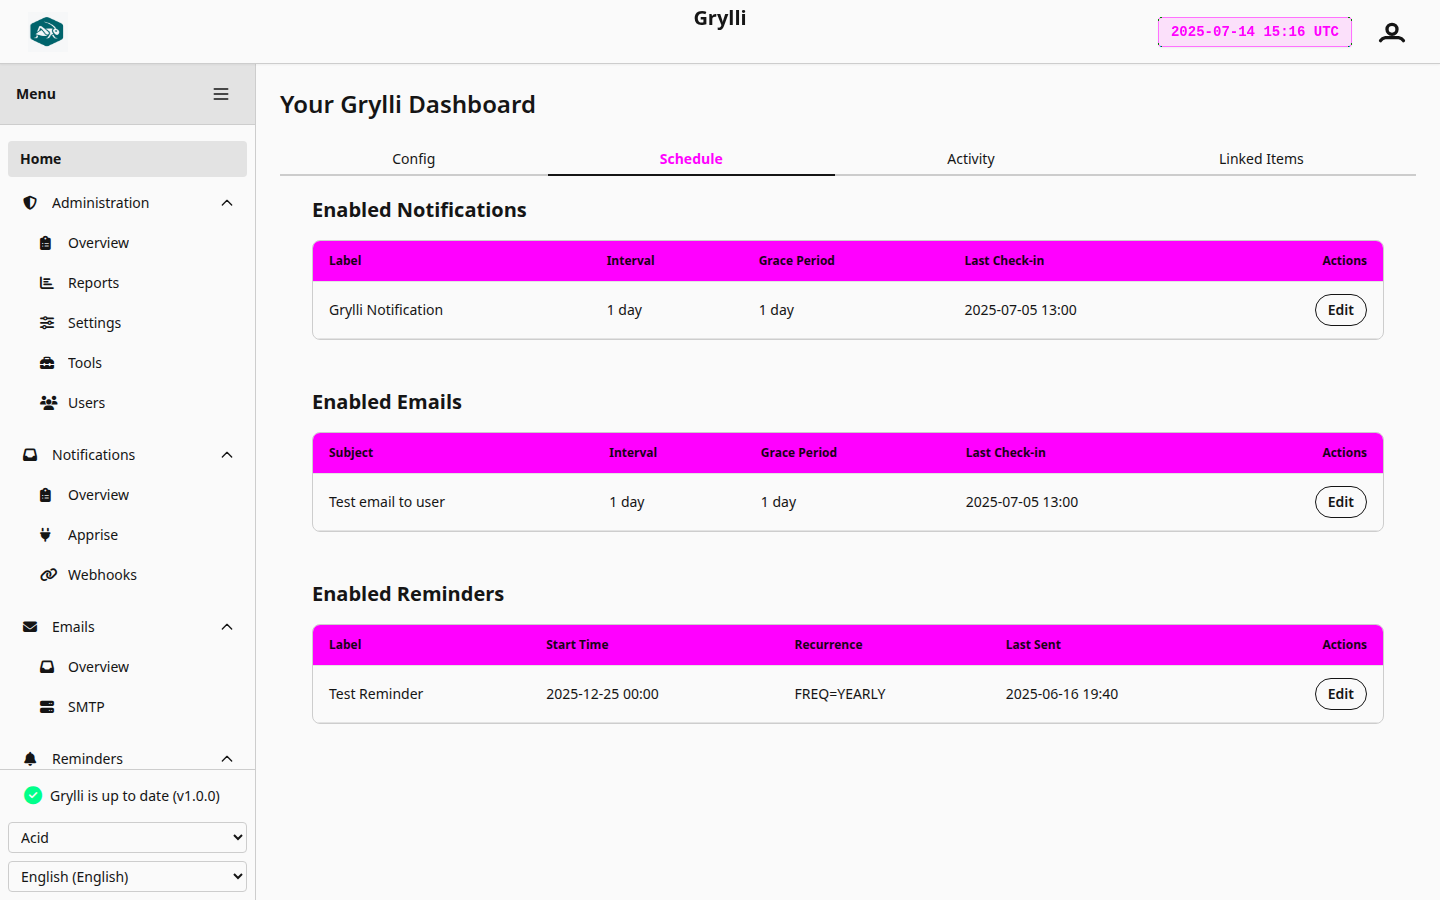 Grylli
2025-07-14 15:16 UTC
Menu
Home
Administration
Overview
Reports
Settings
Tools
Users
Notifications
Overview
Apprise
Webhooks
Emails
Overview
SMTP
Reminders
Grylli is up to date (v1.0.0)
Acid
English (English)
Your Grylli Dashboard
Config Schedule Activity Linked Items
Enabled Notifications
Label Interval Grace Period Last Check-in Actions
Grylli Notification 1 day 1 day 2025-07-05 13:00 Edit
Enabled Emails
Subject Interval Grace Period Last Check-in Actions
Test email to user 1 day 1 day 2025-07-05 13:00 Edit
Enabled Reminders
Label Start Time Recurrence Last Sent Actions
Test Reminder 2025-12-25 00:00 FREQ=YEARLY 2025-06-16 19:40 Edit